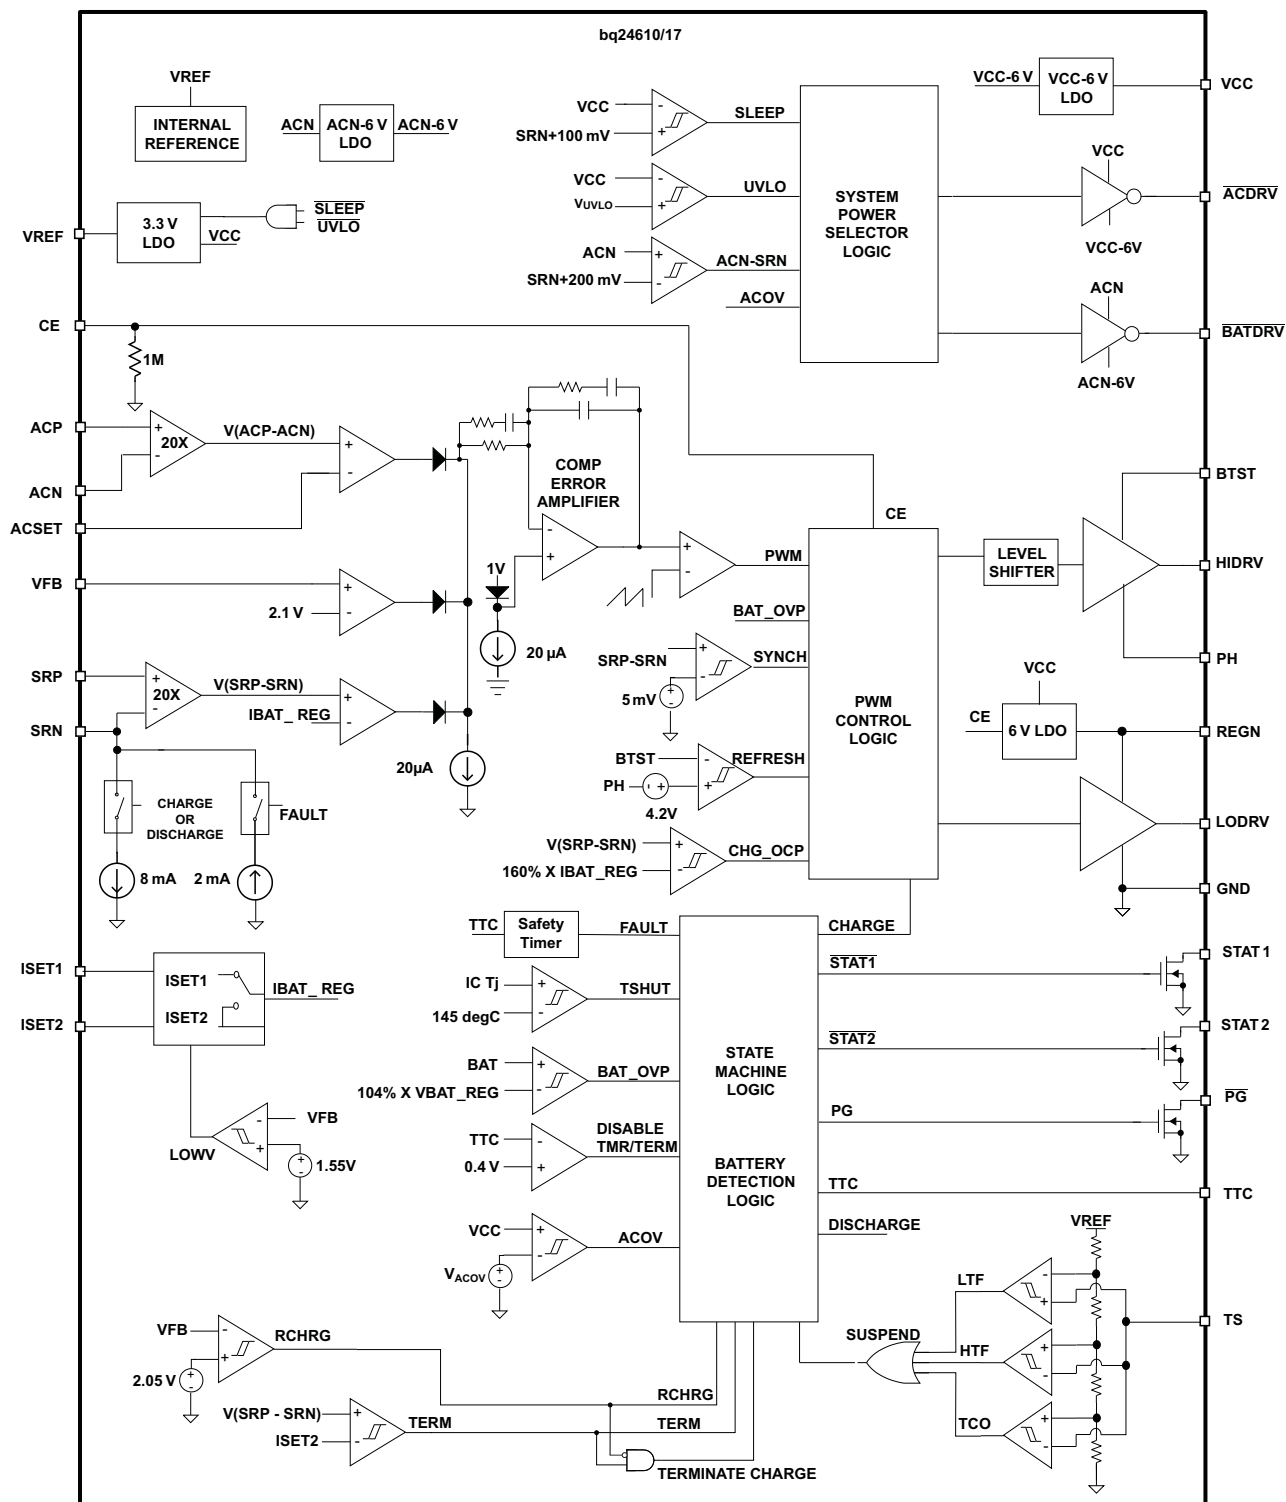 bq24610/17
VREF
INTERNAL
REFERENCE
ACN
ACN-6 V
LDO
ACN-6 V
VCC
SRN+100 mV
-
+
SLEEP
VCC
VUVLO
-
+
UVLO
ACN
SRN+200 mV
+
-
ACN-SRN
ACOV
SYSTEM
POWER
SELECTOR
LOGIC
VCC-6 V
VCC-6 V
LDO
VCC
VCC
VCC-6V
ACDRV
ACN
ACN-6V
BATDRV
VREF
3.3 V
LDO
VCC
SLEEP
UVLO
CE
1M
ACP
ACN
+
-
20X
V(ACP-ACN)
+
-
ACSET
COMP
ERROR
AMPLIFIER
-
+
VFB
2.1 V
+
-
1V
20 µA
+
-
PWM
CE
BAT_OVP
SRP-SRN
+
-
SYNCH
5 mV
+
-
BTST
PH
- +
4.2V
-
+
REFRESH
V(SRP-SRN)
160% X IBAT_REG
+
-
CHG_OCP
PWM
CONTROL
LOGIC
LEVEL
SHIFTER
BTST
HIDRV
PH
VCC
CE
6 V LDO
REGN
LODRV
GND
SRP
SRN
+
-
20X
V(SRP-SRN)
IBAT_ REG
+
-
20µA
CHARGE
OR
DISCHARGE
FAULT
8 mA
2 mA
ISET1
ISET2
ISET1
ISET2
IBAT_ REG
LOWV
-
+
VFB
+
-
1.55V
TTC
Safety
Timer
FAULT
IC Tj
145 degC
+
-
TSHUT
BAT
104% X VBAT_REG
+
-
BAT_OVP
TTC
0.4 V
-
+
DISABLE
TMR/TERM
VCC
VACOV
+
-
+
-
ACOV
STATE
MACHINE
LOGIC
BATTERY
DETECTION
LOGIC
CHARGE
STAT1
STAT 1
STAT2
STAT 2
PG
PG
TTC
TTC
DISCHARGE
VREF
LTF
-
+
HTF
+
-
TCO
+
-
TS
SUSPEND
VFB
2.05 V
+
-
-
+
RCHRG
RCHRG
V(SRP - SRN)
ISET2
+
-
TERM
TERM
TERMINATE CHARGE